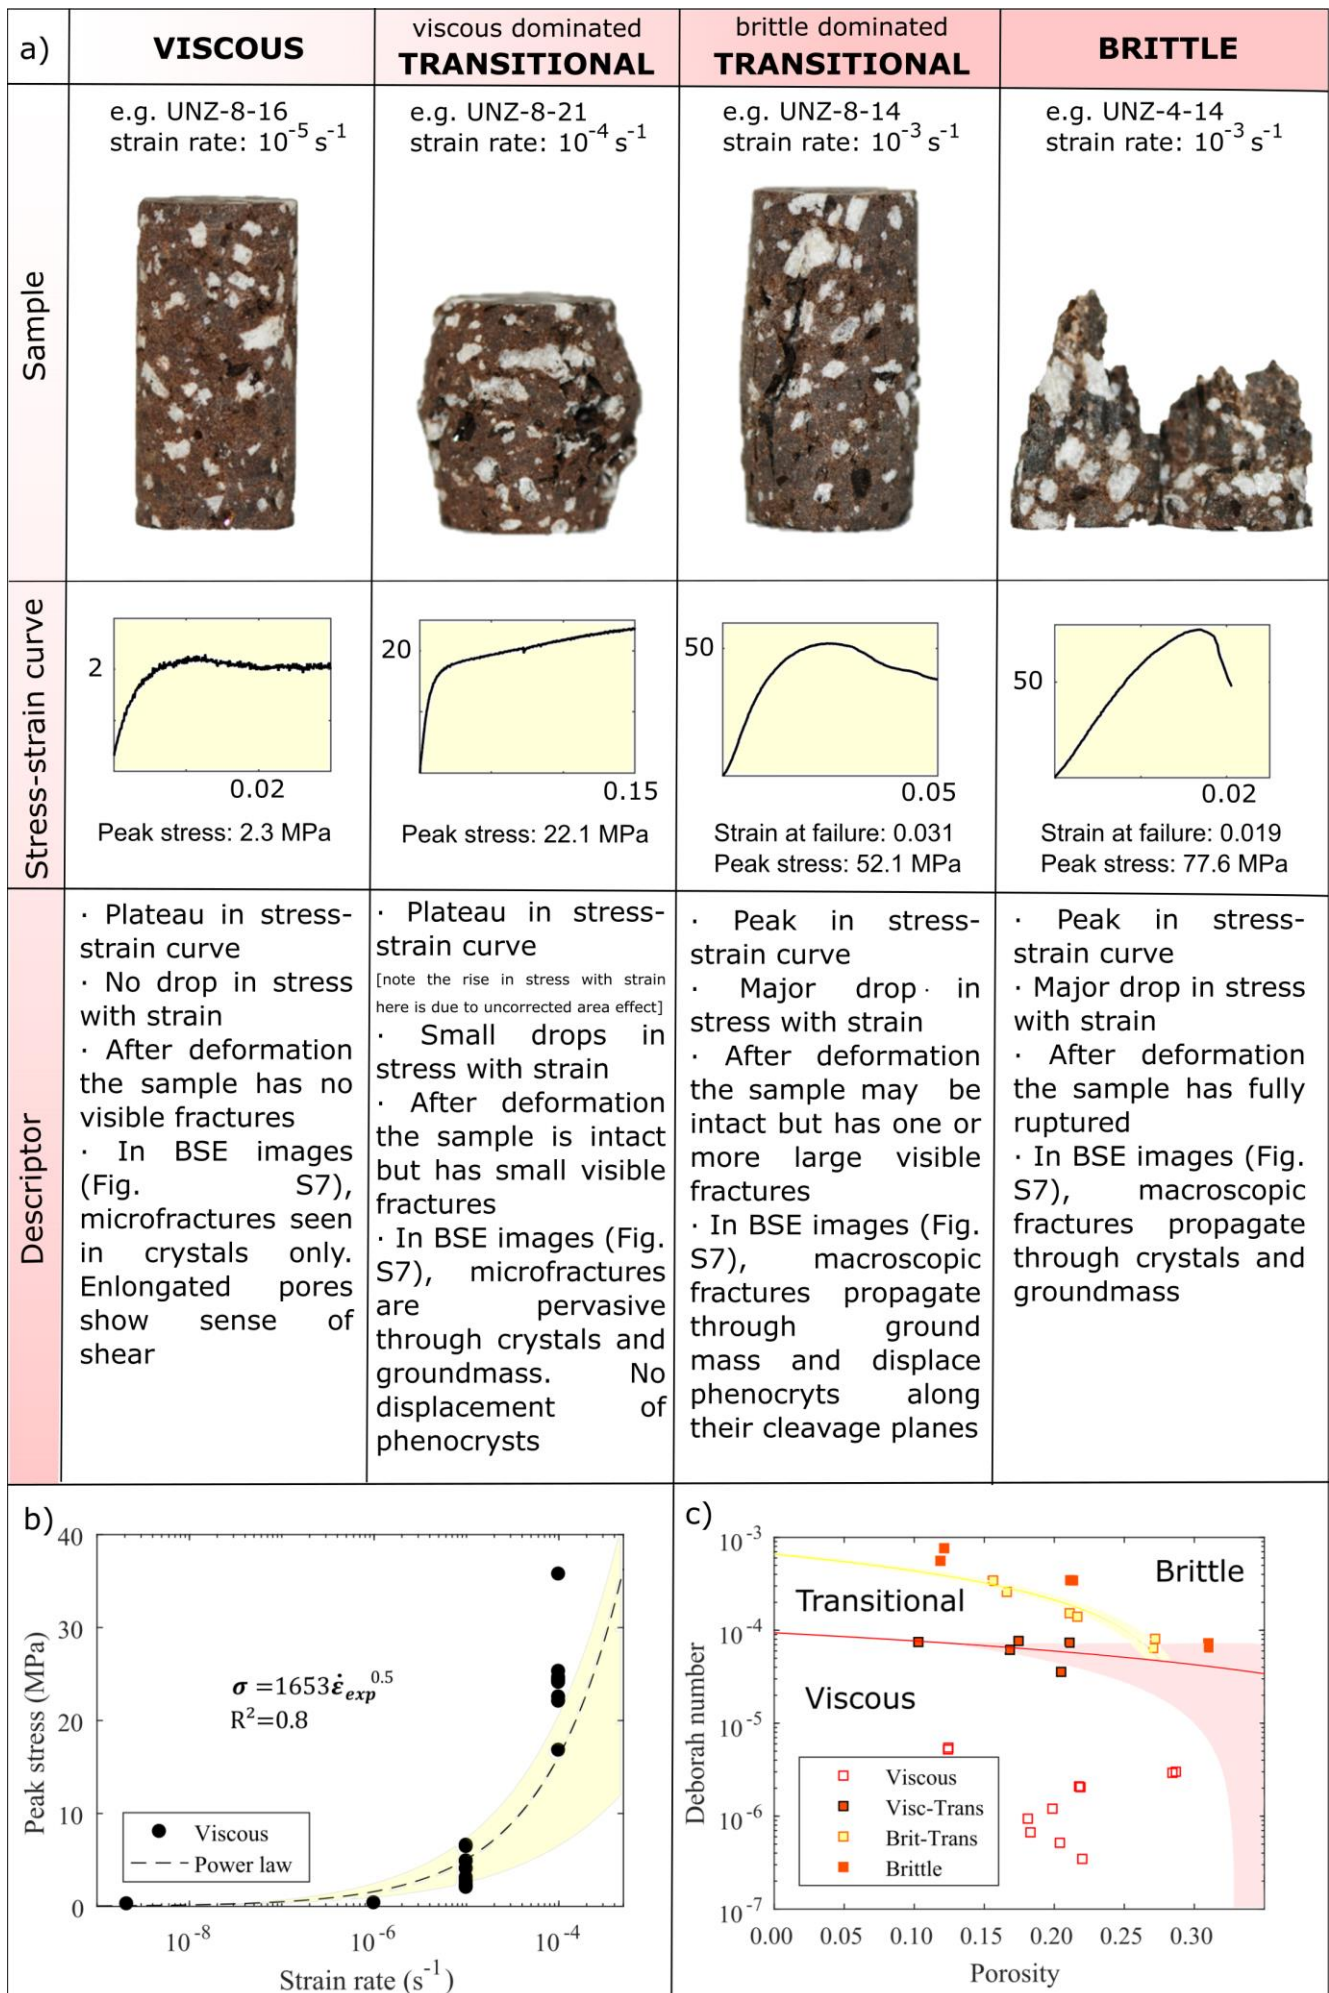 a)
VISCOUS
viscous dominated
TRANSITIONAL
brittle dominated
TRANSITIONAL
BRITTLE
Sample
e.g. UNZ-8-16
strain rate: 10⁻⁵ s⁻¹
e.g. UNZ-8-21
strain rate: 10⁻⁴ s⁻¹
e.g. UNZ-8-14
strain rate: 10⁻³ s⁻¹
e.g. UNZ-4-14
strain rate: 10⁻³ s⁻¹
Stress-strain curve
2
0.02
Peak stress: 2.3 MPa
20
0.15
Peak stress: 22.1 MPa
50
0.05
Strain at failure: 0.031
Peak stress: 52.1 MPa
50
0.02
Strain at failure: 0.019
Peak stress: 77.6 MPa
Descriptor
· Plateau in stress-
strain curve
· No drop in stress
with strain
· After deformation
the sample has no
visible fractures
· In BSE images
(Fig. S7),
microfractures seen
in crystals only.
Enlongated pores
show sense of
shear
· Plateau in stress-
strain curve
[note the rise in stress with strain
here is due to uncorrected area effect]
· Small drops in
stress with strain
· After deformation
the sample is intact
but has small visible
fractures
· In BSE images (Fig.
S7), microfractures
are pervasive
through crystals and
groundmass. No
displacement of
phenocrysts
· Peak in stress-
strain curve
· Major drop · in
stress with strain
· After deformation
the sample may be
intact but has one or
more large visible
fractures
· In BSE images (Fig.
S7), macroscopic
fractures propagate
through ground
mass and displace
phenocryts along
their cleavage planes
· Peak in stress-
strain curve
· Major drop in stress
with strain
· After deformation
the sample has fully
ruptured
· In BSE images (Fig.
S7), macroscopic
fractures propagate
through crystals and
groundmass
b)
Peak stress (MPa)
40
30
20
10
0
σ =1653ε̇exp^0.5
R²=0.8
Viscous
Power law
10⁻⁸
10⁻⁶
10⁻⁴
Strain rate (s⁻¹)
c)
Deborah number
10⁻³
10⁻⁴
10⁻⁵
10⁻⁶
10⁻⁷
Brittle
Transitional
Viscous
Viscous
Visc-Trans
Brit-Trans
Brittle
0.00 0.05 0.10 0.15 0.20 0.25 0.30
Porosity